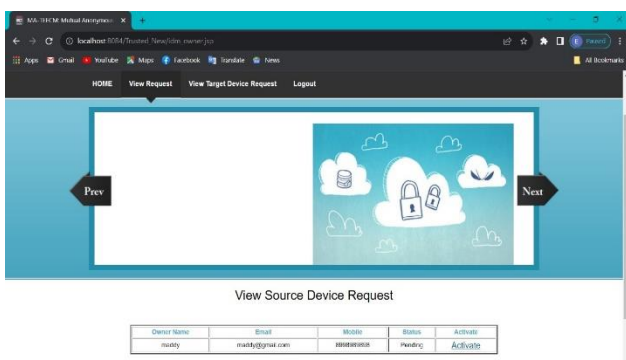 MA-TEECM: Mutual Anonymous
localhost:8084/Trusted_New/idm_owner.jsp
Paused
Apps Gmail YouTube Maps Facebook Translate News All Bookmarks
HOME View Request View Target Device Request Logout
Prev Next
View Source Device Request
Owner Name Email Mobile Status Activate
maddy maddy@gmail.com Pending Activate